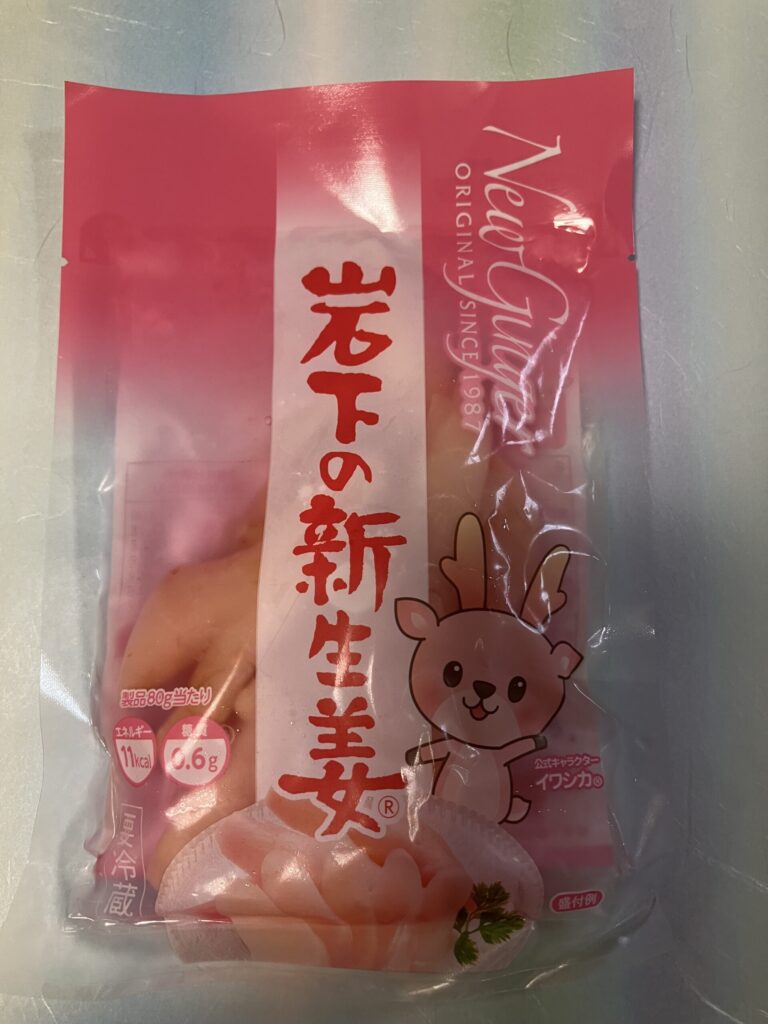 New Ginger
ORIGINAL SINCE 1987
岩下の新生姜
®
製品80g当たり
エネルギー
11kcal
糖質
0.6g
公式キャラクター
イワシカ®
要冷蔵
盛付例